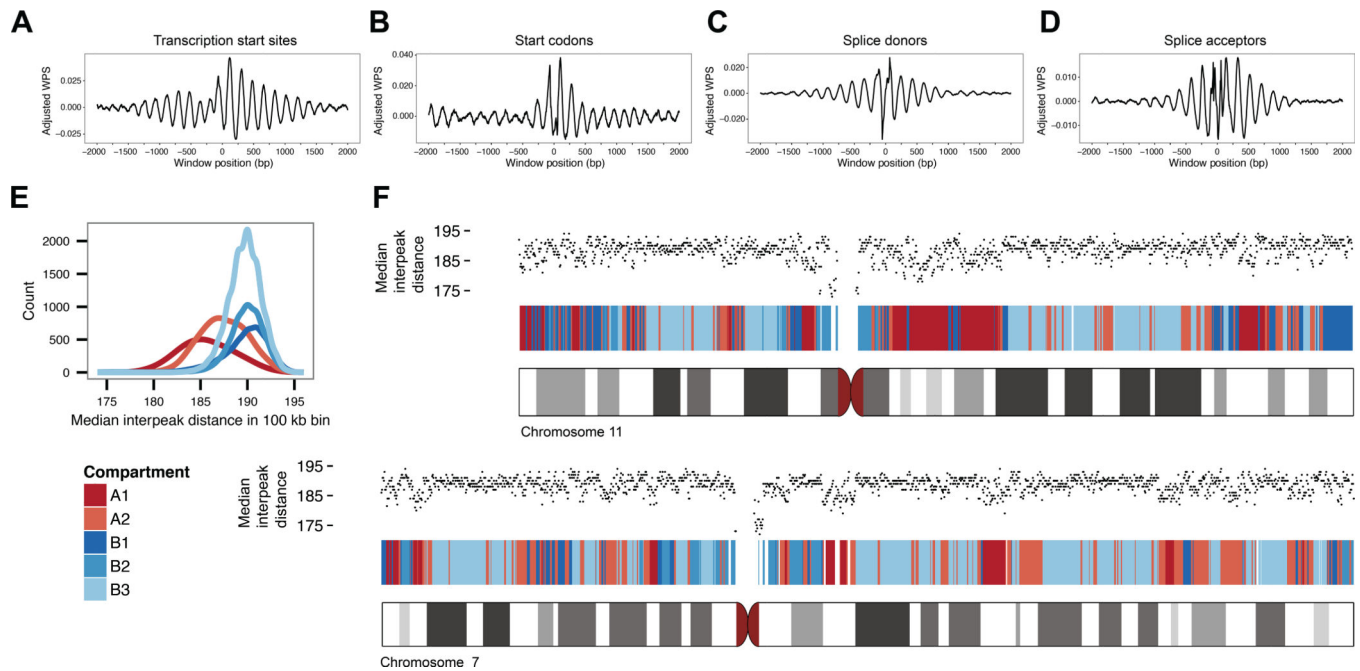 A
Transcription start sites
Adjusted WPS
0.025
0.000
−0.025
−2000 −1500 −1000 −500 0 500 1000 1500 2000
Window position (bp)
B
Start codons
Adjusted WPS
0.040
0.020
0.000
−2000 −1500 −1000 −500 0 500 1000 1500 2000
Window position (bp)
C
Splice donors
Adjusted WPS
0.020
0.000
−0.020
−2000 −1500 −1000 −500 0 500 1000 1500 2000
Window position (bp)
D
Splice acceptors
Adjusted WPS
0.010
0.000
−0.010
−2000 −1500 −1000 −500 0 500 1000 1500 2000
Window position (bp)
E
Count
2000
1500
1000
500
0
175 180 185 190 195
Median interpeak distance in 100 kb bin
Compartment
A1
A2
B1
B2
B3
F
Median
interpeak
distance
195
185
175
Chromosome 11
Median
interpeak
distance
195
185
175
Chromosome 7